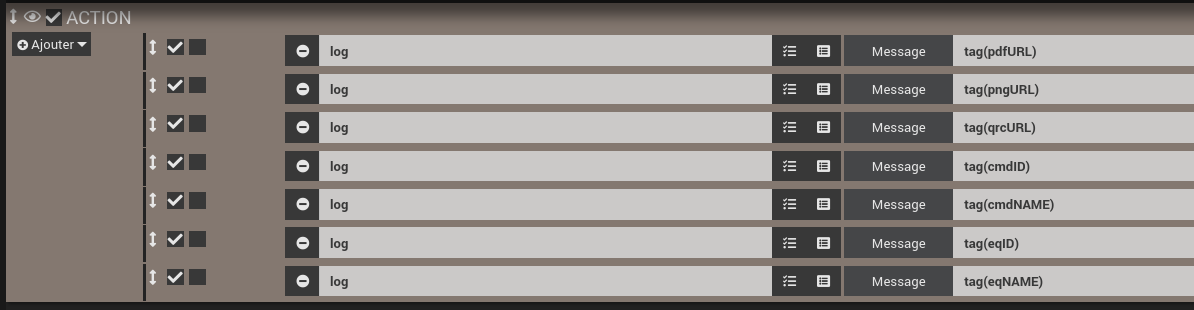 ACTION
Ajouter
log Message tag(pdfURL)
log Message tag(pngURL)
log Message tag(qrcURL)
log Message tag(cmdID)
log Message tag(cmdNAME)
log Message tag(eqID)
log Message tag(eqNAME)